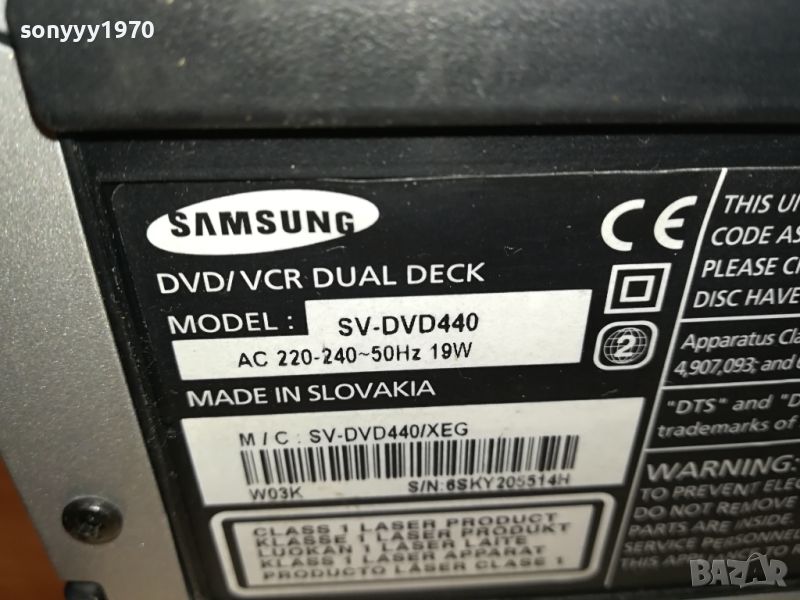 sonyyy1970
SAMSUNG
DVD/VCR DUAL DECK
MODEL : SV-DVD440
AC 220-240~50Hz 19W
MADE IN SLOVAKIA
M / C : SV-DVD440/XEG
W03K S/N:6SKY205514H
CLASS 1 LASER PRODUCT
KLASSE 1 LASER PRODUKT
LUOKAN 1 LASER LAITE
KLASS 1 LASER APPARAT
PRODUCTO LASER CLASE 1
CE
2
THIS
CODE AS
PLEASE
DISC HAVE
Apparatus Cla
4,907,093; and
"DTS" and "D
trademarks of
WARNING:
TO PREVENT ELE
DO NOT REMOVE
PARTS ARE INSIDE
SERVICE PERSONNEL
BAZAR